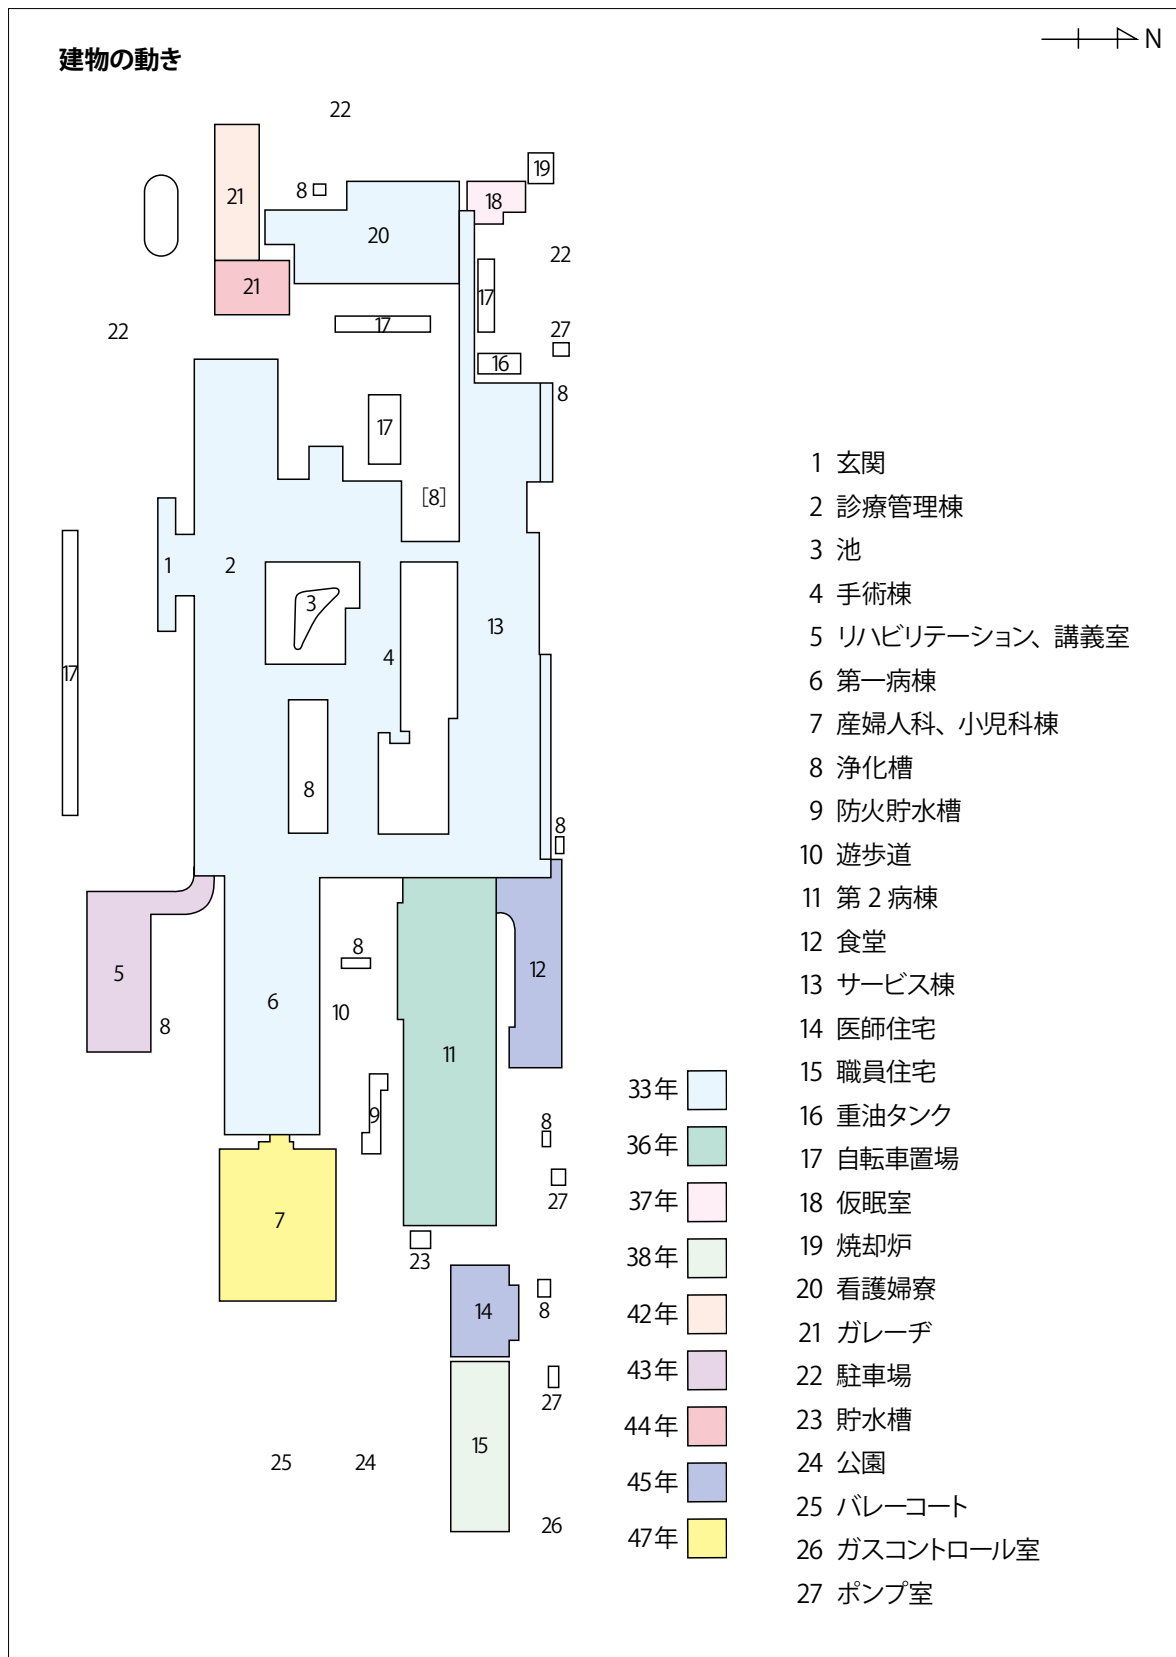 建物の動き
N
22
19
21
8
18
20
22
21
17
17
27
22
16
8
17
[8]
1
2
3
13
4
17
8
8
8
5
12
6
10
8
11
9
8
27
7
23
14
8
27
15
25
24
26
33年
36年
37年
38年
42年
43年
44年
45年
47年
1 玄関
2 診療管理棟
3 池
4 手術棟
5 リハビリテーション、講義室
6 第一病棟
7 産婦人科、小児科棟
8 浄化槽
9 防火貯水槽
10 遊歩道
11 第2病棟
12 食堂
13 サービス棟
14 医師住宅
15 職員住宅
16 重油タンク
17 自転車置場
18 仮眠室
19 焼却炉
20 看護婦寮
21 ガレーヂ
22 駐車場
23 貯水槽
24 公園
25 バレーコート
26 ガスコントロール室
27 ポンプ室